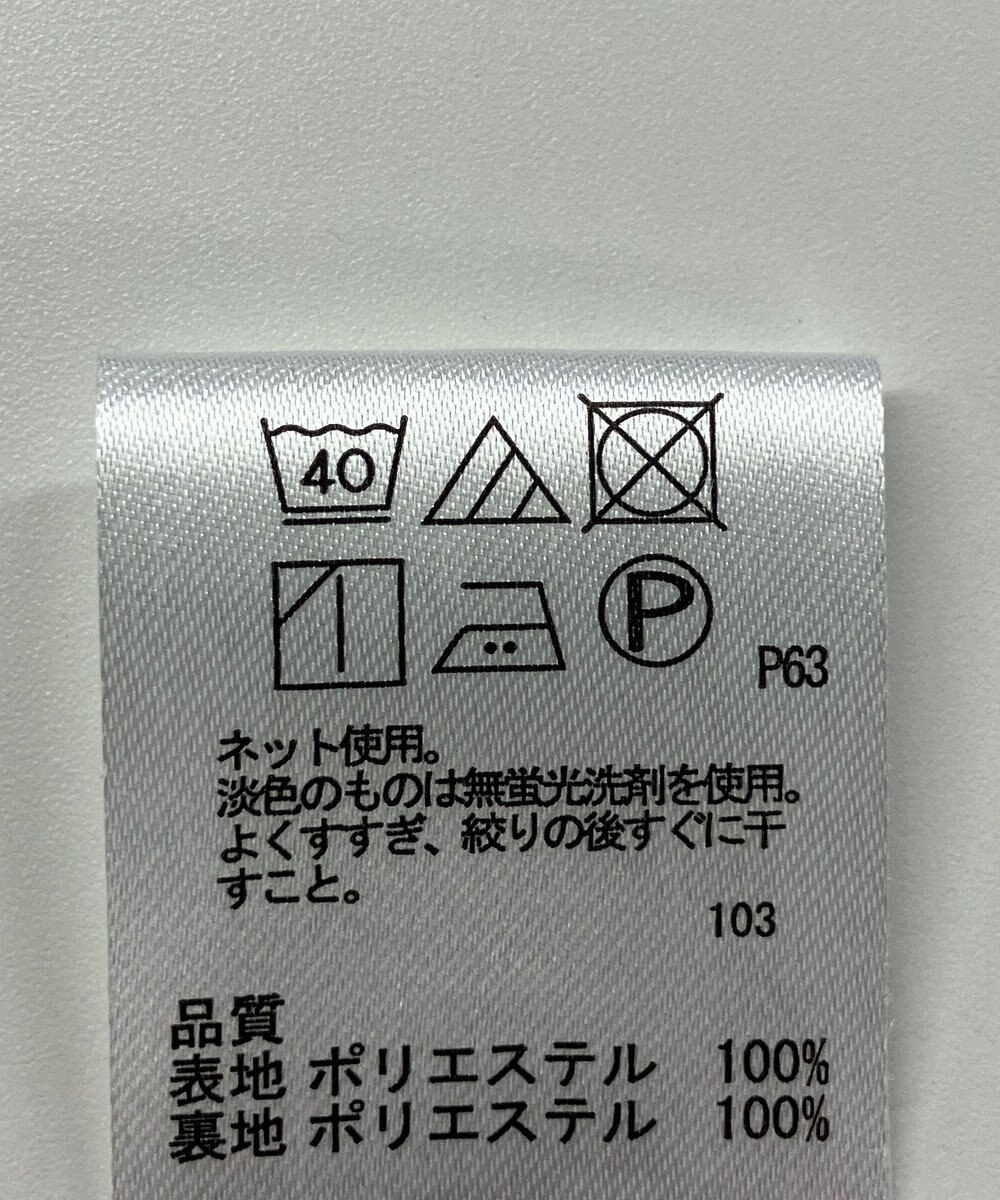 40
P
P63
ネット使用。
淡色のものは無蛍光洗剤を使用。
よくすすぎ、絞りの後すぐに干
すこと。
103
品質
表地 ポリエステル 100%
裏地 ポリエステル 100%